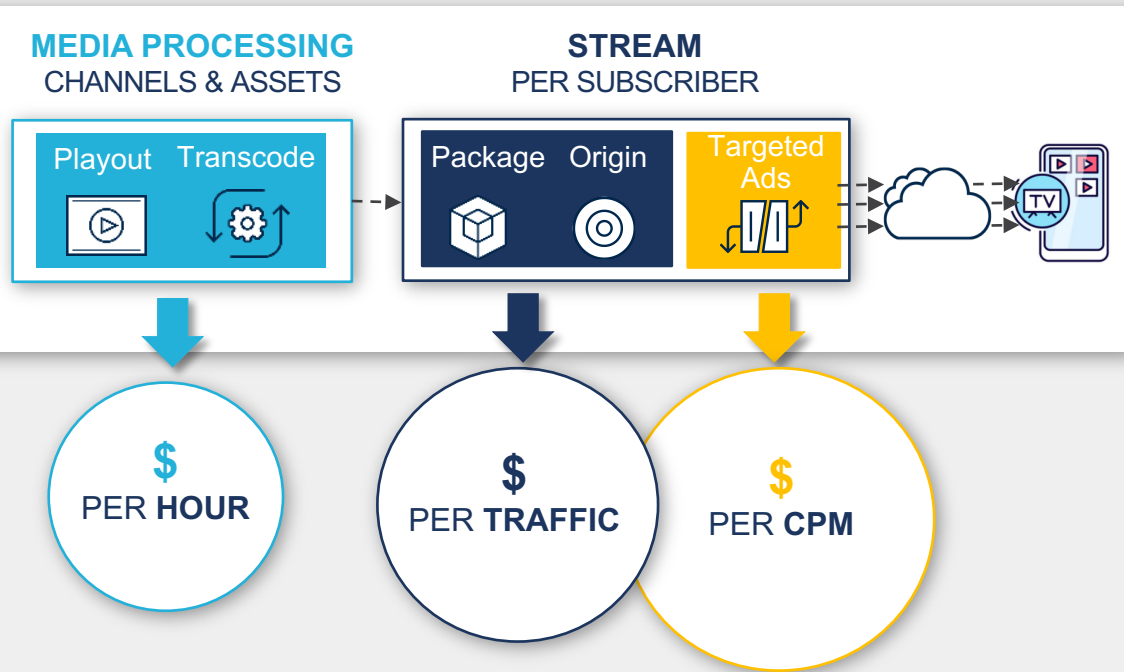 MEDIA PROCESSING
CHANNELS & ASSETS
STREAM
PER SUBSCRIBER
Playout
Transcode
Package
Origin
Targeted
Ads
TV
$
PER HOUR
$
PER TRAFFIC
$
PER CPM